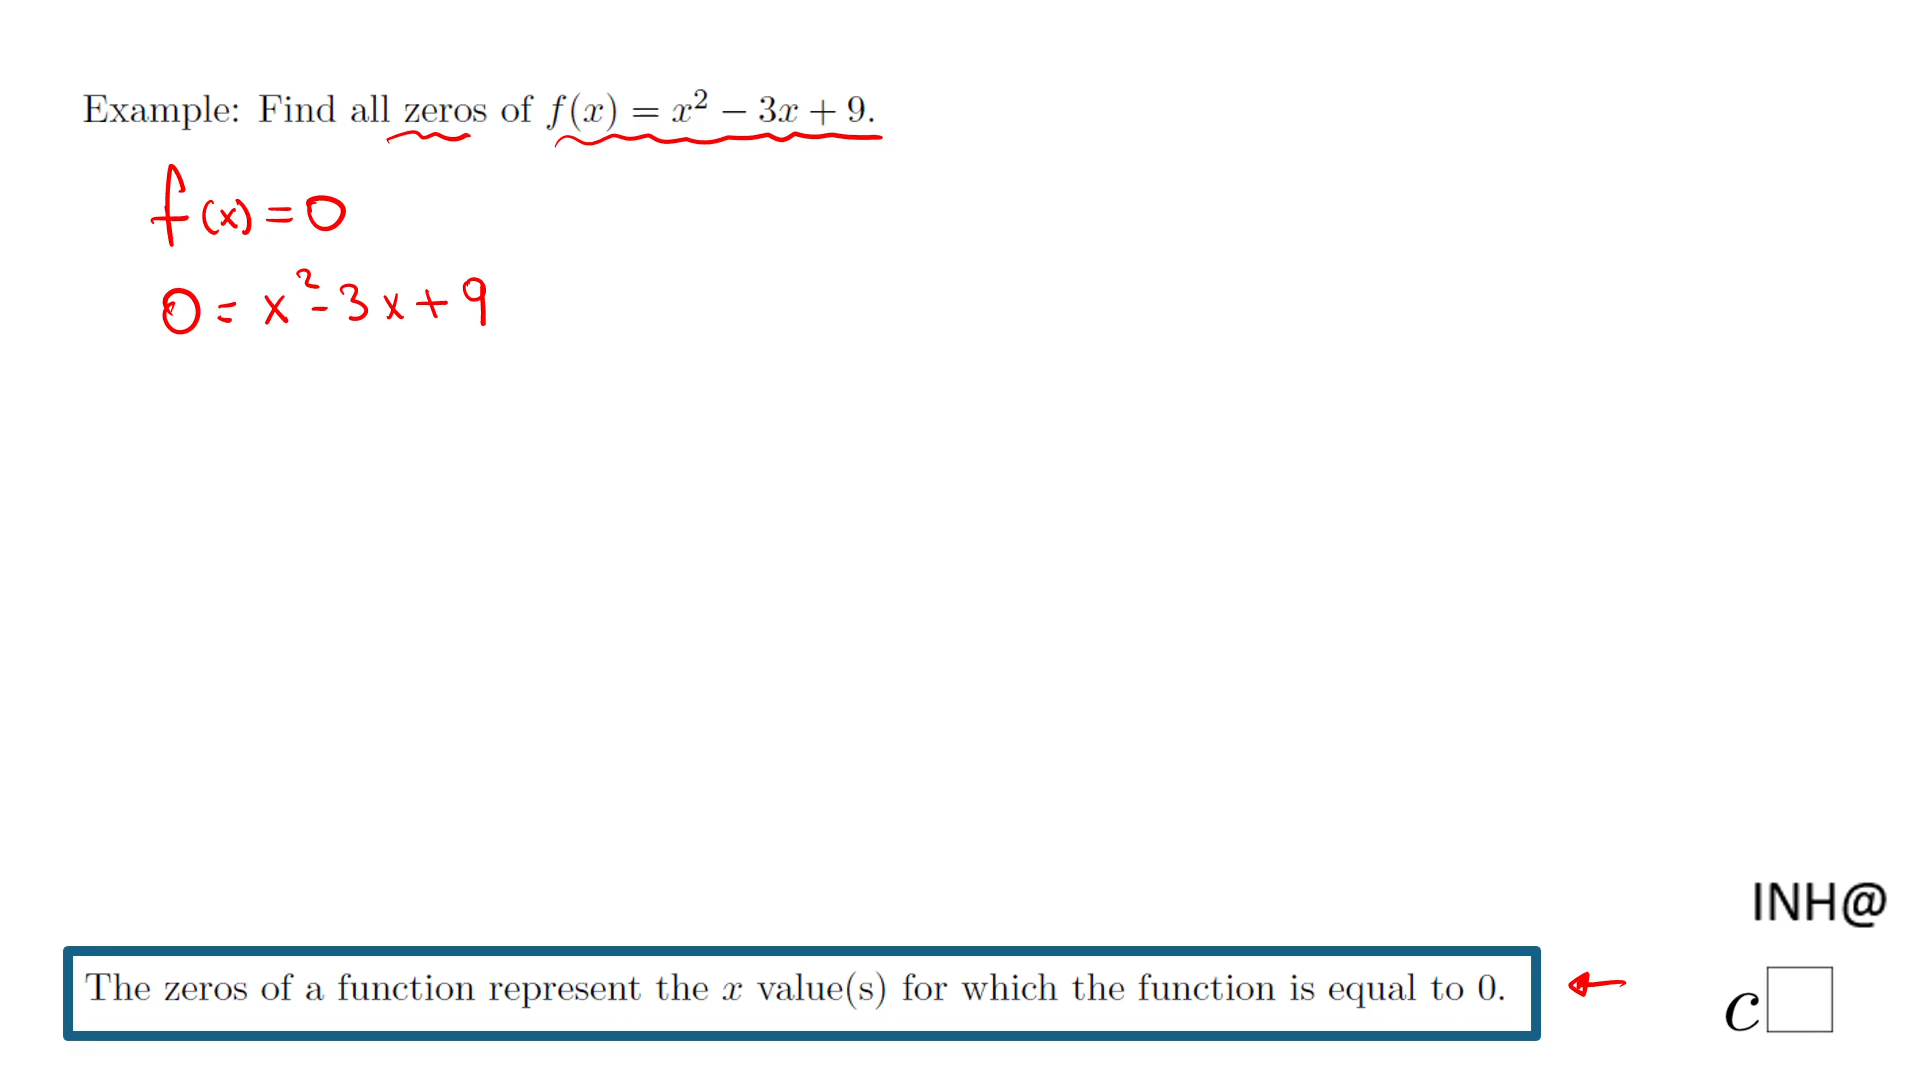 Example: Find all zeros of f(x) = x² − 3x + 9.
f(x) = 0
0 = x² - 3x + 9
INH@
The zeros of a function represent the x value(s) for which the function is equal to 0.
c□